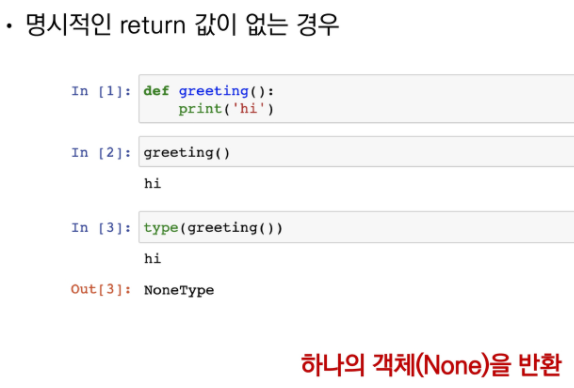 • 명시적인 return 값이 없는 경우
In [1]: def greeting():
print('hi')
In [2]: greeting()
hi
In [3]: type(greeting())
hi
Out[3]: NoneType
하나의 객체(None)을 반환